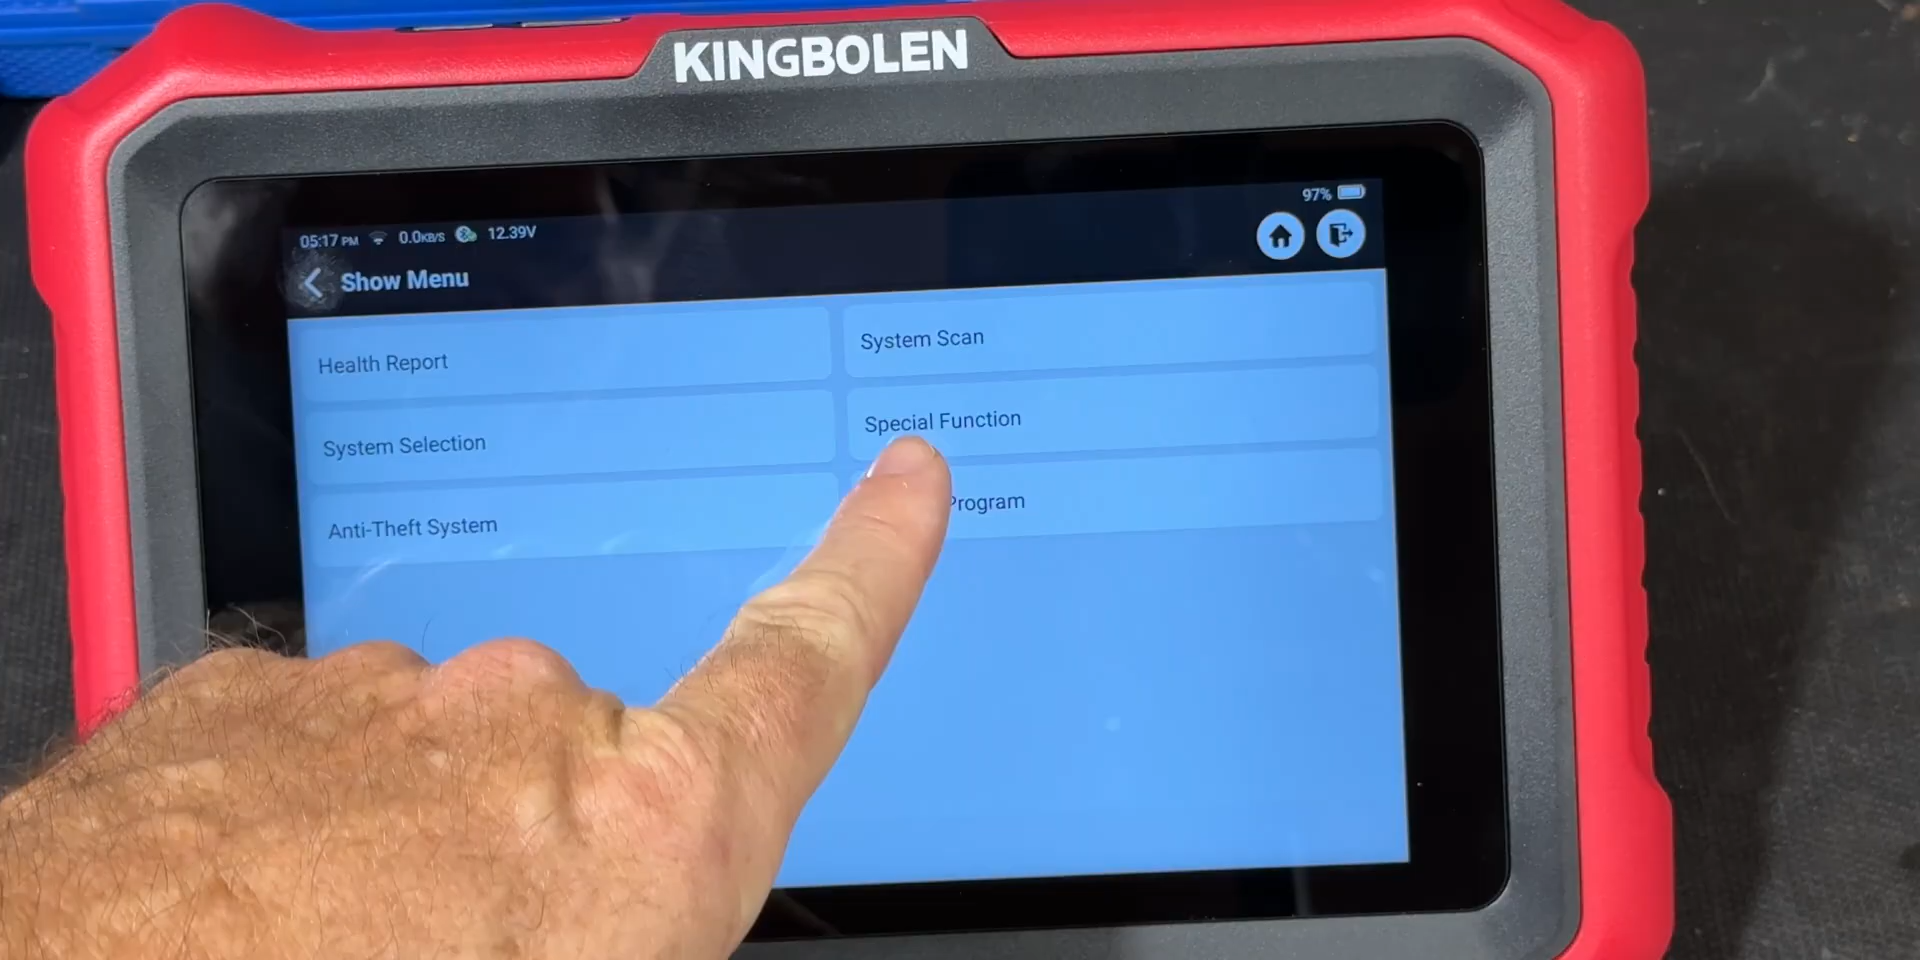 KINGBOLEN
97%
05:17 PM 0.0KB/S 12.39V
Show Menu
Health Report
System Scan
System Selection
Special Function
Anti-Theft System
Program